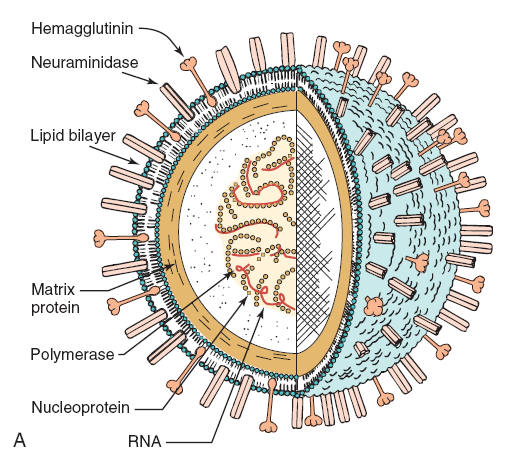 Hemagglutinin
Neuraminidase
Lipid bilayer
Matrix
protein
Polymerase
Nucleoprotein
A
RNA